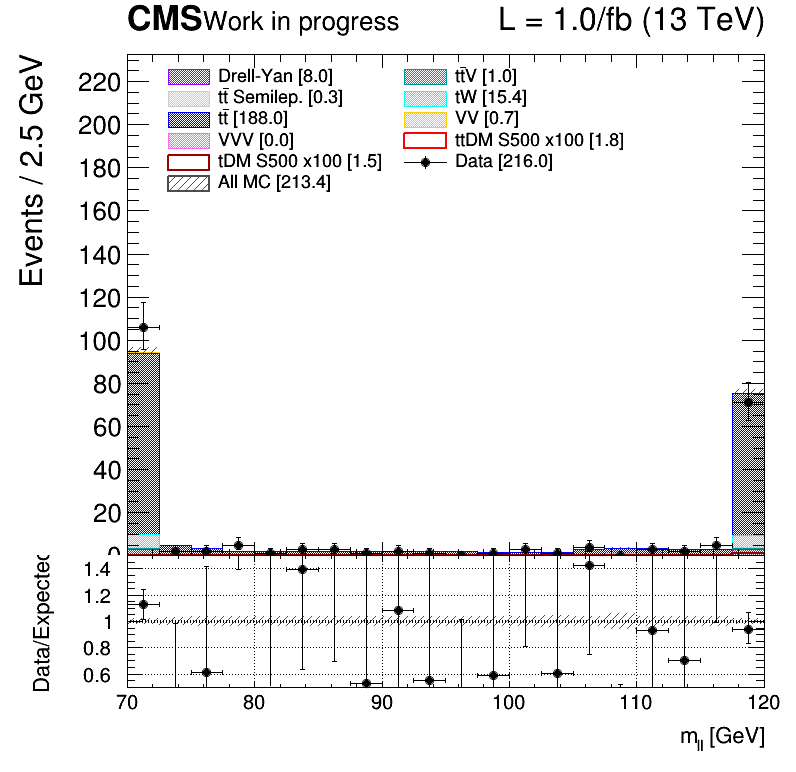 CMS Work in progress L = 1.0/fb (13 TeV)
Events / 2.5 GeV
220
200
180
160
140
120
100
80
60
40
20
0
Drell-Yan [8.0]
tt̄ Semilep. [0.3]
tt̄ [188.0]
VVV [0.0]
tDM S500 x100 [1.5]
All MC [213.4]
tt̄V [1.0]
tW [15.4]
VV [0.7]
ttDM S500 x100 [1.8]
Data [216.0]
Data/Expected
1.4
1.2
1
0.8
0.6
70 80 90 100 110 120
m_ll [GeV]